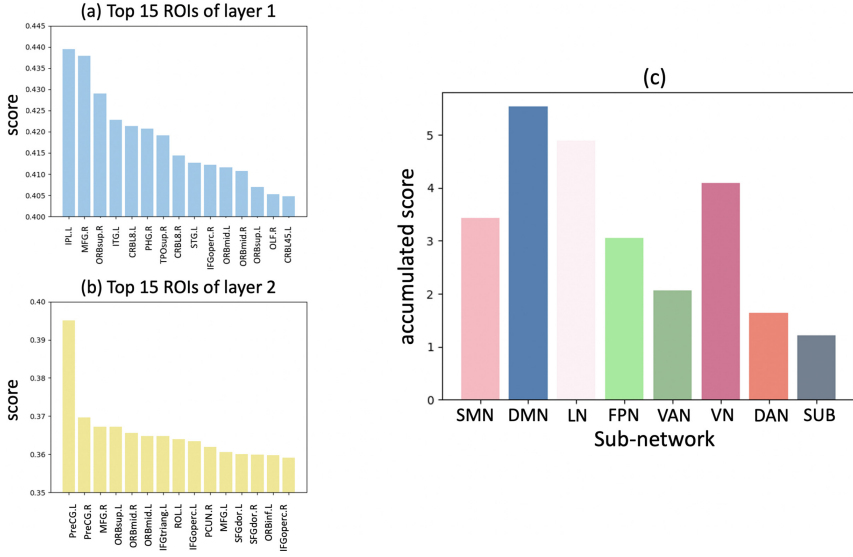 (a) Top 15 ROIs of layer 1
score
0.445
0.440
0.435
0.430
0.425
0.420
0.415
0.410
0.405
0.400
IPL.L
MFG.R
ORBsup.R
ITG.L
CRBL8.L
PHG.R
TPOsup.R
CRBL8.R
STG.L
IFGoperc.R
ORBmid.L
ORBmid.R
ORBsup.L
OLF.R
CRBL45.L
(b) Top 15 ROIs of layer 2
score
0.40
0.39
0.38
0.37
0.36
0.35
PreCG.L
PreCG.R
MFG.R
ORBsup.L
ORBmid.R
ORBmid.L
IFGtriang.L
ROL.L
IFGoperc.L
PCUN.R
MFG.L
SFGdor.L
SFGdor.R
ORBinf.L
IFGoperc.R
(c)
accumulated score
5
4
3
2
1
0
SMN DMN LN FPN VAN VN DAN SUB
Sub-network